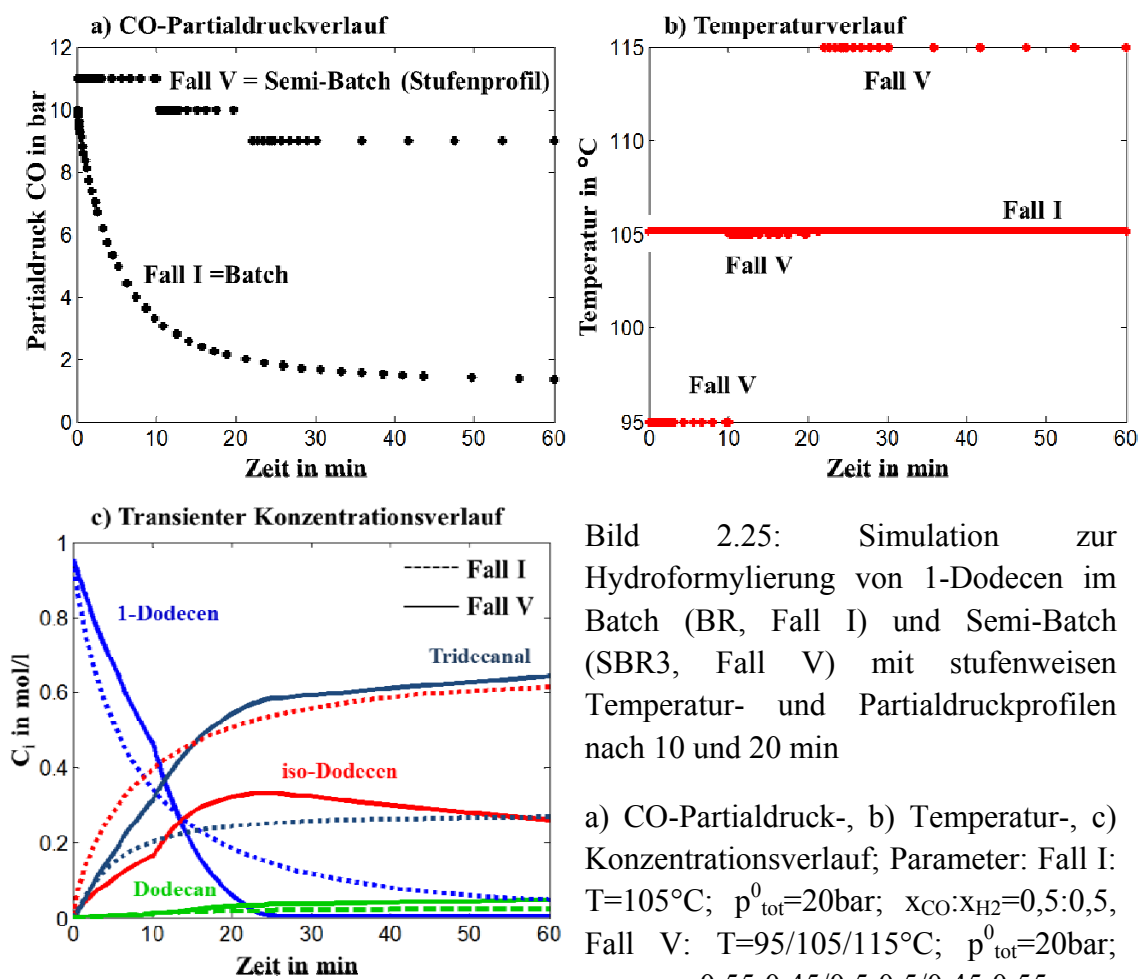 a) CO-Partialdruckverlauf
12
10
8
6
4
2
0
Partialdruck CO in bar
Fall V = Semi-Batch (Stufenprofil)
Fall I =Batch
0 10 20 30 40 50 60
Zeit in min
b) Temperaturverlauf
115
110
105
100
95
Temperatur in °C
Fall V
Fall I
Fall V
Fall V
0 10 20 30 40 50 60
Zeit in min
c) Transienter Konzentrationsverlauf
1
0.8
0.6
0.4
0.2
0
C_i in mol/l
Fall I
Fall V
1-Dodecen
Tridecanal
iso-Dodecen
Dodecan
0 10 20 30 40 50 60
Zeit in min
Bild 2.25: Simulation zur
Hydroformylierung von 1-Dodecen im
Batch (BR, Fall I) und Semi-Batch
(SBR3, Fall V) mit stufenweisen
Temperatur- und Partialdruckprofilen
nach 10 und 20 min
a) CO-Partialdruck-, b) Temperatur-, c)
Konzentrationsverlauf; Parameter: Fall I:
T=105°C; p⁰tot=20bar; xCO:xH2=0,5:0,5,
Fall V: T=95/105/115°C; p⁰tot=20bar;